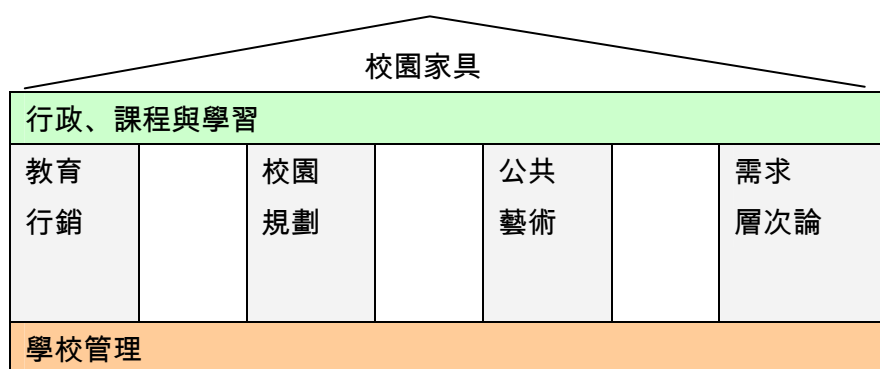 校園家具
行政、課程與學習
教育
行銷
校園
規劃
公共
藝術
需求
層次論
學校管理